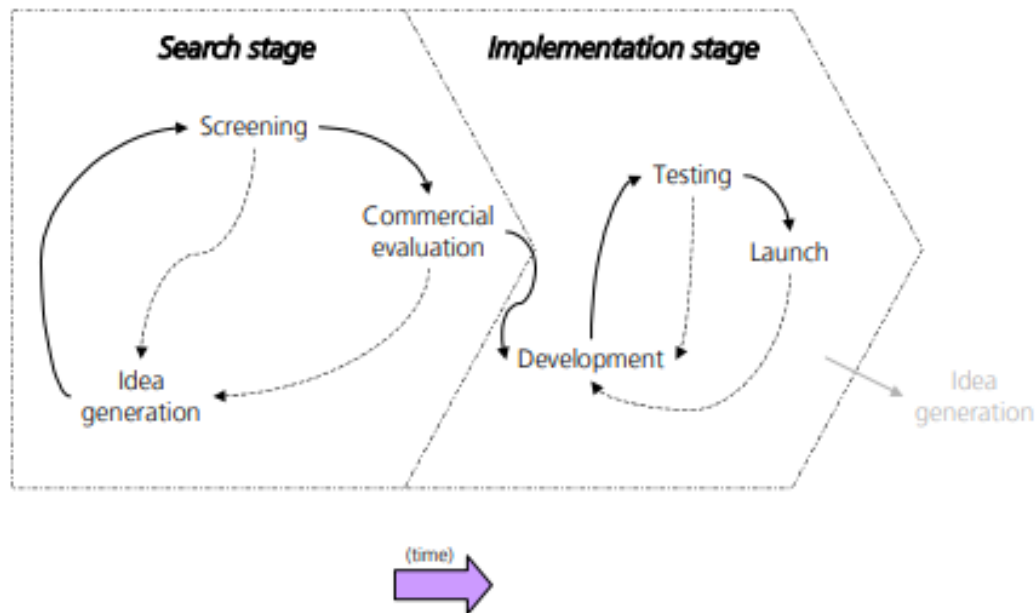 Search stage
Implementation stage
Screening
Commercial
evaluation
Idea
generation
Testing
Launch
Development
Idea
generation
(time)